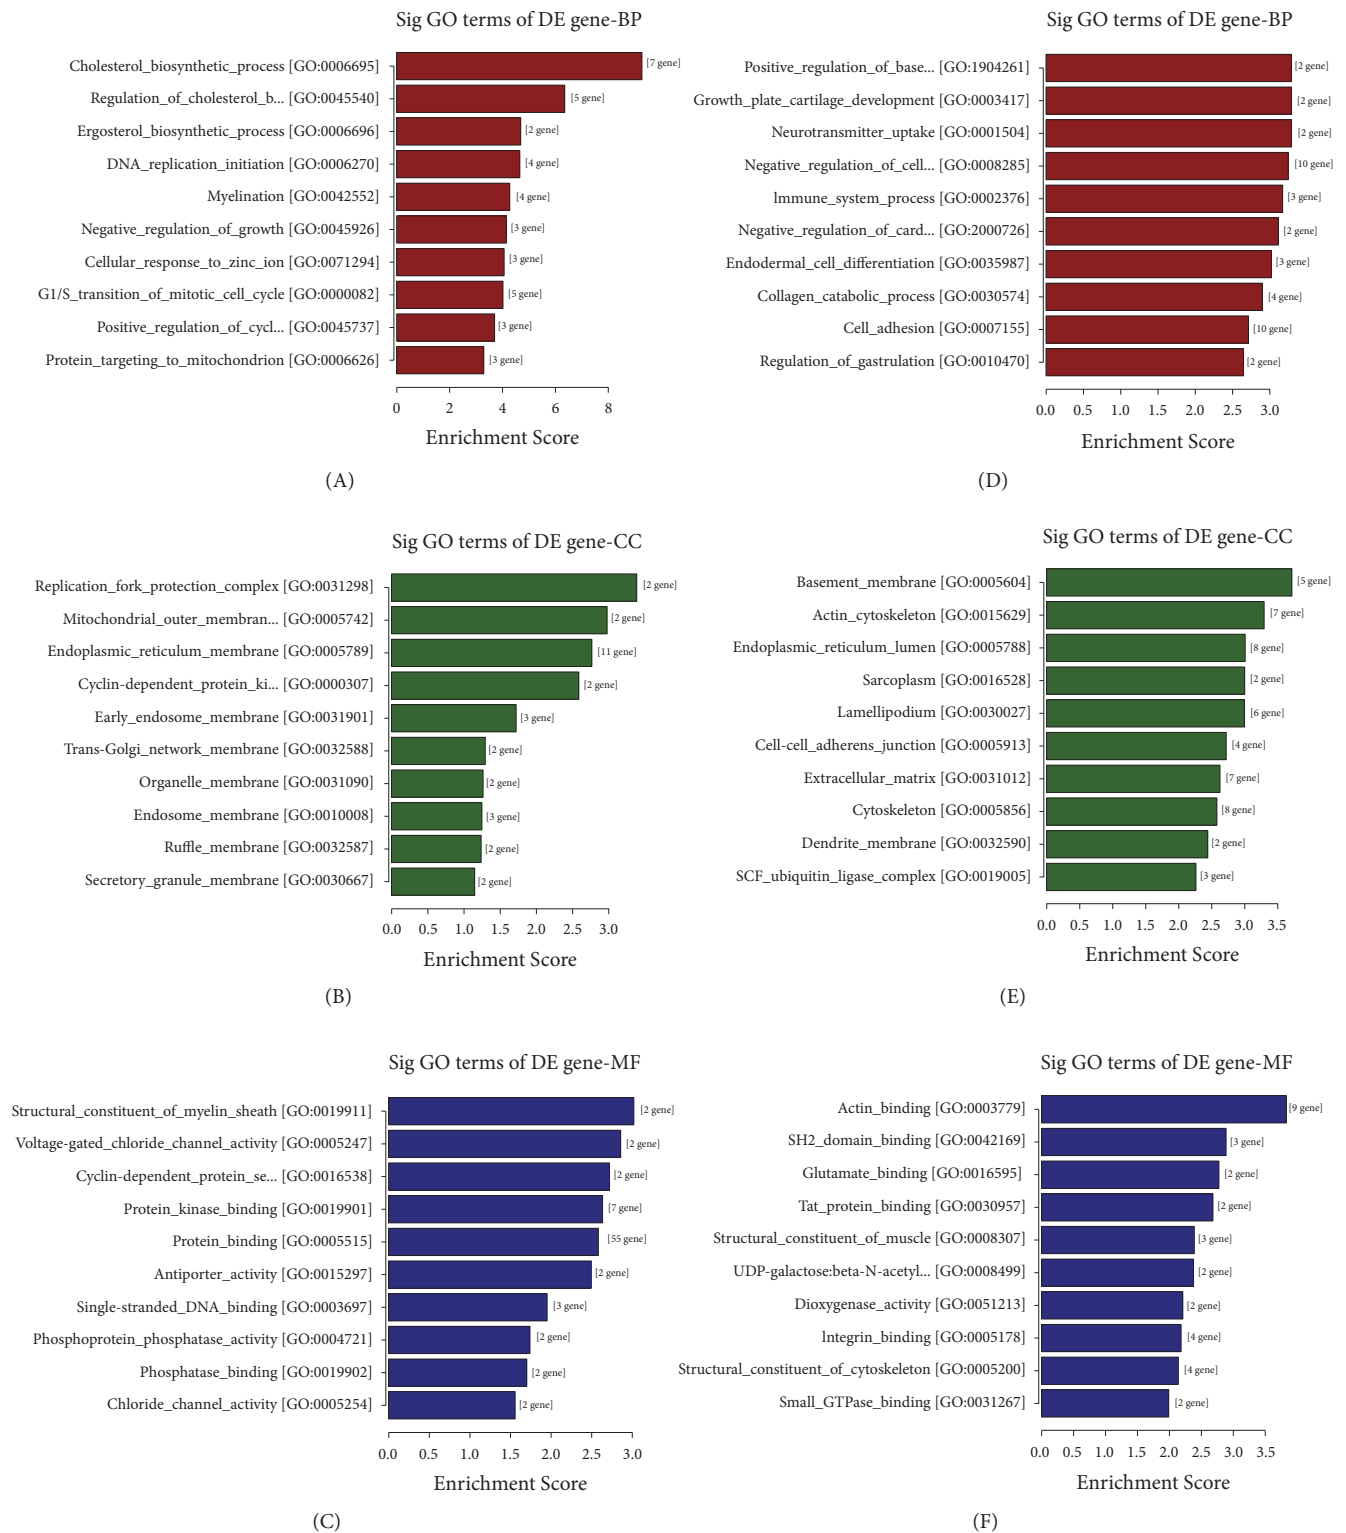 Sig GO terms of DE gene-BP
Cholesterol_biosynthetic_process [GO:0006695] [7 gene]
Regulation_of_cholesterol_b... [GO:0045540] [5 gene]
Ergosterol_biosynthetic_process [GO:0006696] [2 gene]
DNA_replication_initiation [GO:0006270] [4 gene]
Myelination [GO:0042552] [4 gene]
Negative_regulation_of_growth [GO:0045926] [3 gene]
Cellular_response_to_zinc_ion [GO:0071294] [3 gene]
G1/S_transition_of_mitotic_cell_cycle [GO:0000082] [5 gene]
Positive_regulation_of_cycl... [GO:0045737] [3 gene]
Protein_targeting_to_mitochondrion [GO:0006626] [3 gene]
0 2 4 6 8
Enrichment Score
(A)
Sig GO terms of DE gene-BP
Positive_regulation_of_base... [GO:1904261] [2 gene]
Growth_plate_cartilage_development [GO:0003417] [2 gene]
Neurotransmitter_uptake [GO:0001504] [2 gene]
Negative_regulation_of_cell... [GO:0008285] [10 gene]
lmmune_system_process [GO:0002376] [3 gene]
Negative_regulation_of_card... [GO:2000726] [2 gene]
Endodermal_cell_differentiation [GO:0035987] [3 gene]
Collagen_catabolic_process [GO:0030574] [4 gene]
Cell_adhesion [GO:0007155] [10 gene]
Regulation_of_gastrulation [GO:0010470] [2 gene]
0.0 0.5 1.0 1.5 2.0 2.5 3.0
Enrichment Score
(D)
Sig GO terms of DE gene-CC
Replication_fork_protection_complex [GO:0031298] [2 gene]
Mitochondrial_outer_membran... [GO:0005742] [2 gene]
Endoplasmic_reticulum_membrane [GO:0005789] [11 gene]
Cyclin-dependent_protein_ki... [GO:0000307] [2 gene]
Early_endosome_membrane [GO:0031901] [3 gene]
Trans-Golgi_network_membrane [GO:0032588] [2 gene]
Organelle_membrane [GO:0031090] [2 gene]
Endosome_membrane [GO:0010008] [3 gene]
Ruffle_membrane [GO:0032587] [2 gene]
Secretory_granule_membrane [GO:0030667] [2 gene]
0.0 0.5 1.0 1.5 2.0 2.5 3.0
Enrichment Score
(B)
Sig GO terms of DE gene-CC
Basement_membrane [GO:0005604] [5 gene]
Actin_cytoskeleton [GO:0015629] [7 gene]
Endoplasmic_reticulum_lumen [GO:0005788] [8 gene]
Sarcoplasm [GO:0016528] [2 gene]
Lamellipodium [GO:0030027] [6 gene]
Cell-cell_adherens_junction [GO:0005913] [4 gene]
Extracellular_matrix [GO:0031012] [7 gene]
Cytoskeleton [GO:0005856] [8 gene]
Dendrite_membrane [GO:0032590] [2 gene]
SCF_ubiquitin_ligase_complex [GO:0019005] [3 gene]
0.0 0.5 1.0 1.5 2.0 2.5 3.0 3.5
Enrichment Score
(E)
Sig GO terms of DE gene-MF
Structural_constituent_of_myelin_sheath [GO:0019911] [2 gene]
Voltage-gated_chloride_channel_activity [GO:0005247] [2 gene]
Cyclin-dependent_protein_se... [GO:0016538] [2 gene]
Protein_kinase_binding [GO:0019901] [7 gene]
Protein_binding [GO:0005515] [55 gene]
Antiporter_activity [GO:0015297] [2 gene]
Single-stranded_DNA_binding [GO:0003697] [3 gene]
Phosphoprotein_phosphatase_activity [GO:0004721] [2 gene]
Phosphatase_binding [GO:0019902] [2 gene]
Chloride_channel_activity [GO:0005254] [2 gene]
0.0 0.5 1.0 1.5 2.0 2.5 3.0
Enrichment Score
(C)
Sig GO terms of DE gene-MF
Actin_binding [GO:0003779] [9 gene]
SH2_domain_binding [GO:0042169] [3 gene]
Glutamate_binding [GO:0016595] [2 gene]
Tat_protein_binding [GO:0030957] [2 gene]
Structural_constituent_of_muscle [GO:0008307] [3 gene]
UDP-galactose:beta-N-acetyl... [GO:0008499] [2 gene]
Dioxygenase_activity [GO:0051213] [2 gene]
lntegrin_binding [GO:0005178] [4 gene]
Structural_constituent_of_cytoskeleton [GO:0005200] [4 gene]
Small_GTPase_binding [GO:0031267] [2 gene]
0.0 0.5 1.0 1.5 2.0 2.5 3.0 3.5
Enrichment Score
(F)